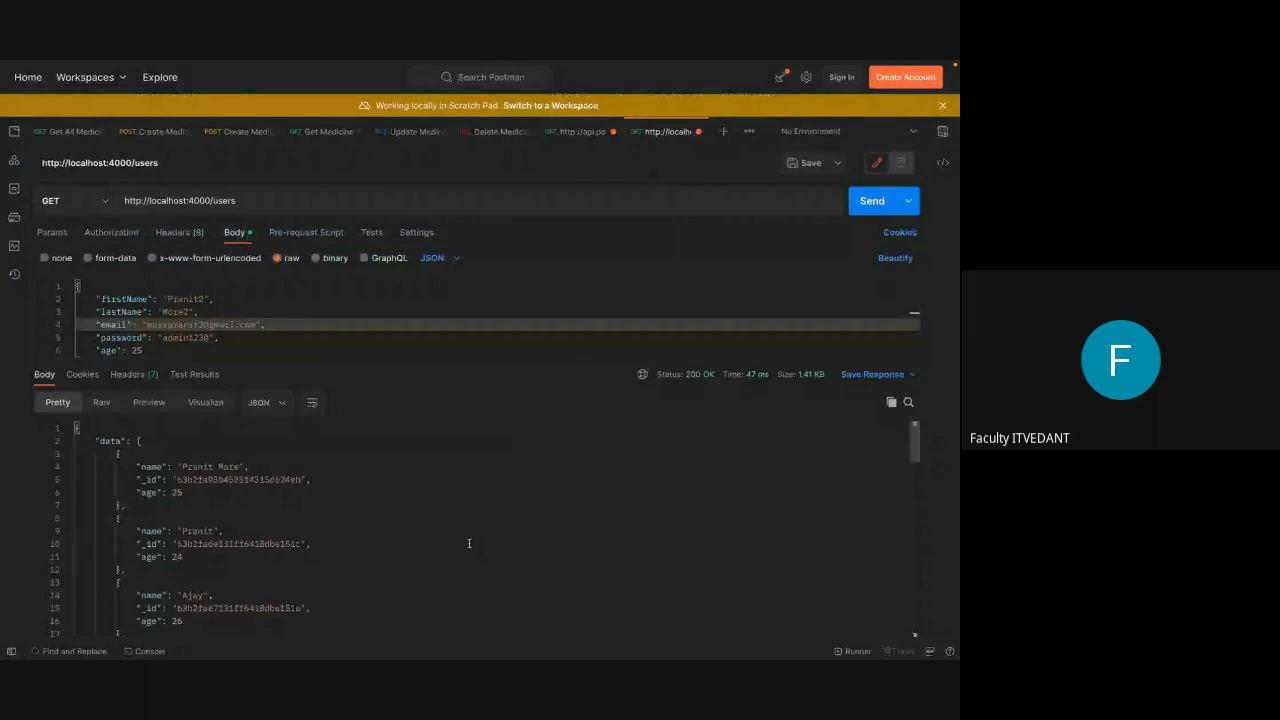 Home Workspaces Explore Search Postman Sign In Create Account
Working locally in Scratch Pad. Switch to a Workspace
GET Get All Medici POST Create Medi POST Create Medi GET Get Medicine PUT Update Medic DEL Delete Medici GET http://api.po GET http://localh No Environment
http://localhost:4000/users Save
GET http://localhost:4000/users Send
Params Authorization Headers (8) Body Pre-request Script Tests Settings Cookies
none form-data x-www-form-urlencoded raw binary GraphQL JSON Beautify
1 {
2 "firstName": "Pranit2",
3 "lastName": "More2",
4 "email":
5 "password": "admin1230",
6 "age": 25
Body Cookies Headers (7) Test Results Status: 200 OK Time: 47 ms Size: 1.41 KB Save Response
Pretty Raw Preview Visualize JSON
1 {
2 "data": [
3 {
4 "name": "Pranit More",
5 "_id":
6 "age": 25
7 },
8 {
9 "name": "Pranit",
10 "_id":
11 "age": 24
12 },
13 {
14 "name": "Ajay",
15 "_id":
16 "age": 26
17 }
Find and Replace Console Runner Trash
F
Faculty ITVEDANT